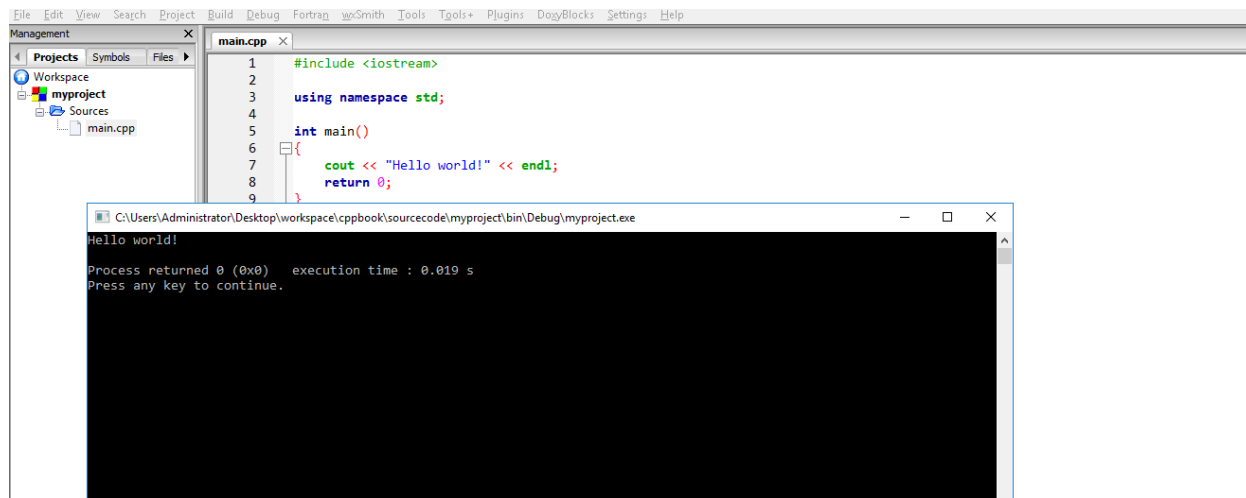 File Edit View Search Project Build Debug Fortran wxSmith Tools Tools+ Plugins DoxyBlocks Settings Help
Management
Projects Symbols Files
Workspace
myproject
Sources
main.cpp
main.cpp
1 #include <iostream>
2
3 using namespace std;
4
5 int main()
6 {
7 cout << "Hello world!" << endl;
8 return 0;
9 }
C:\Users\Administrator\Desktop\workspace\cppbook\sourcecode\myproject\bin\Debug\myproject.exe
Hello world!
Process returned 0 (0x0) execution time : 0.019 s
Press any key to continue.